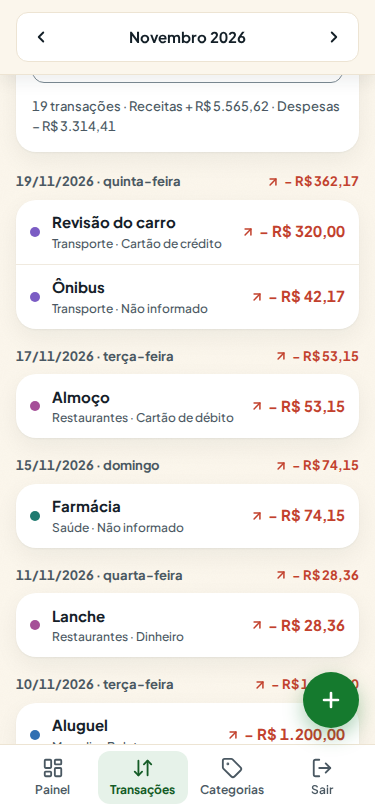 Novembro 2026
19 transações · Receitas +R$ 5.565,62 · Despesas
−R$ 3.314,41
19/11/2026 · quinta-feira −R$ 362,17
Revisão do carro −R$ 320,00
Transporte · Cartão de crédito
Ônibus −R$ 42,17
Transporte · Não informado
17/11/2026 · terça-feira −R$ 53,15
Almoço −R$ 53,15
Restaurantes · Cartão de débito
15/11/2026 · domingo −R$ 74,15
Farmácia −R$ 74,15
Saúde · Não informado
11/11/2026 · quarta-feira −R$ 28,36
Lanche −R$ 28,36
Restaurantes · Dinheiro
10/11/2026 · terça-feira
Aluguel −R$ 1.200,00
Painel Transações Categorias Sair